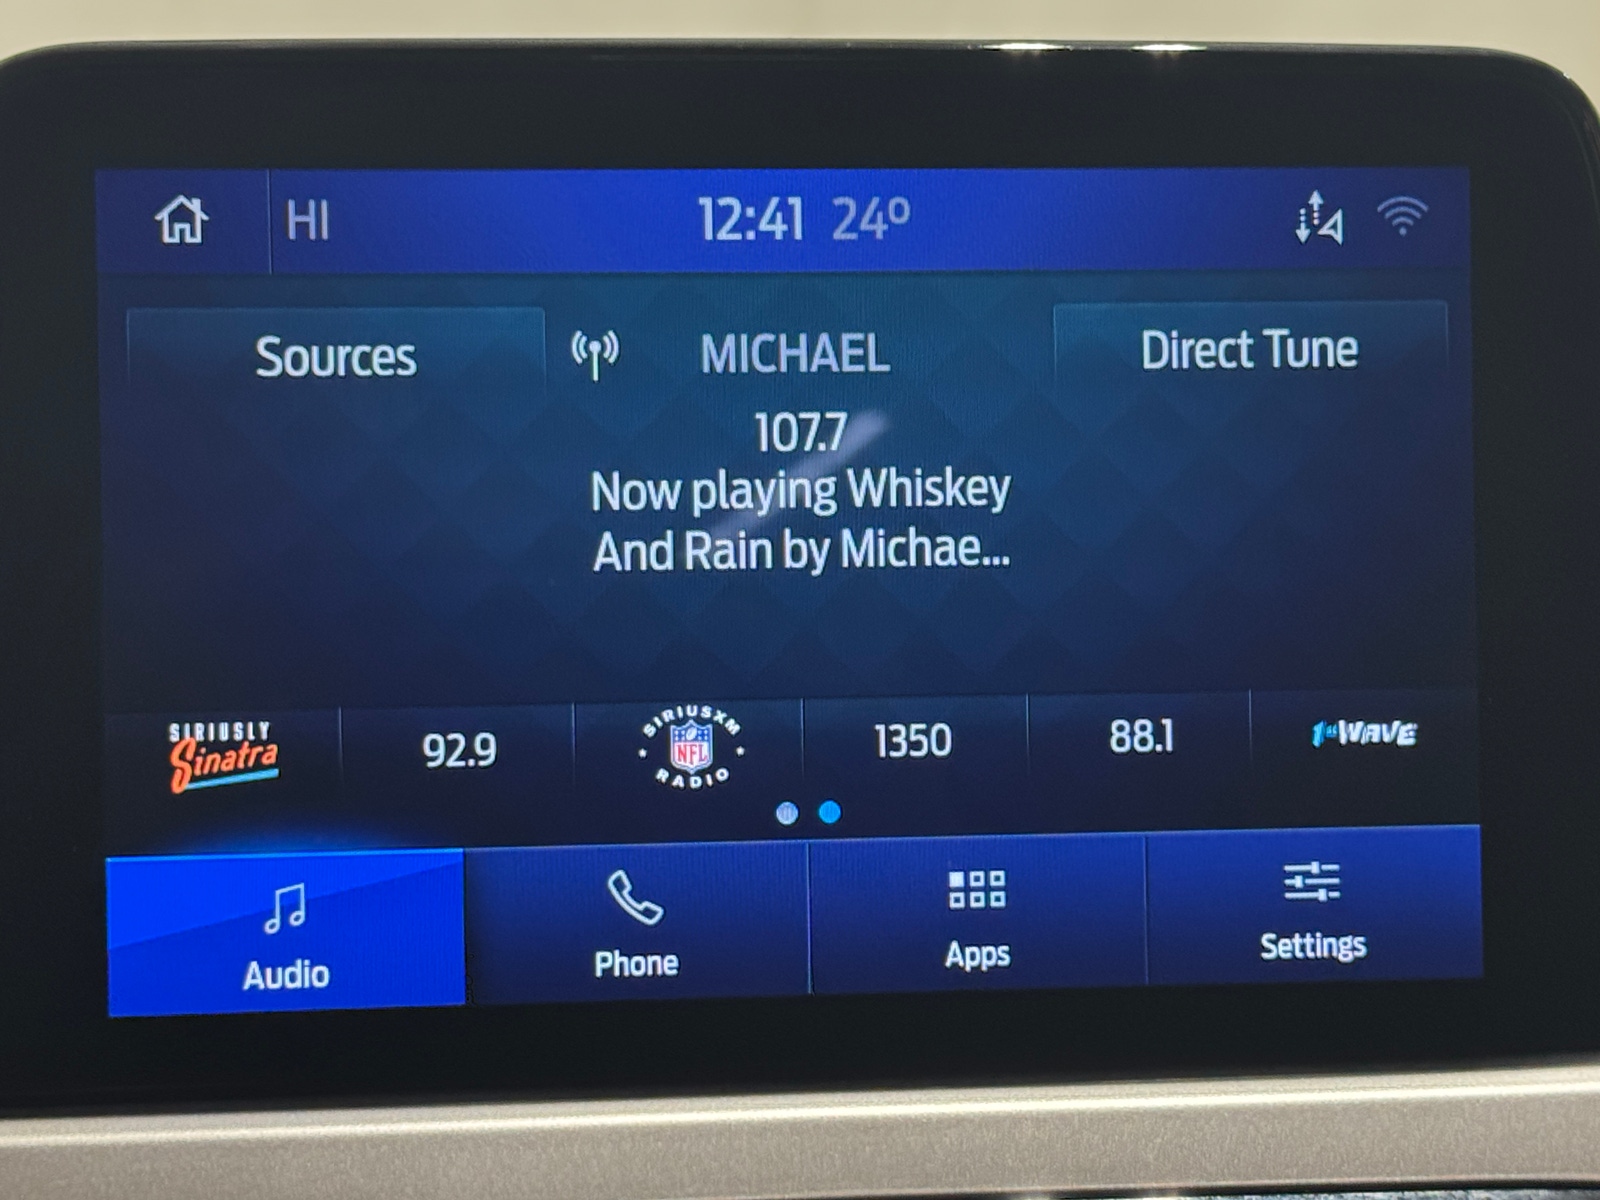 HI 12:41 24°
Sources MICHAEL Direct Tune
107.7
Now playing Whiskey
And Rain by Michae...
SIRIUSLY
Sinatra
92.9
SIRIUSXM
NFL
RADIO
1350
88.1
1st WAVE
Audio Phone Apps Settings